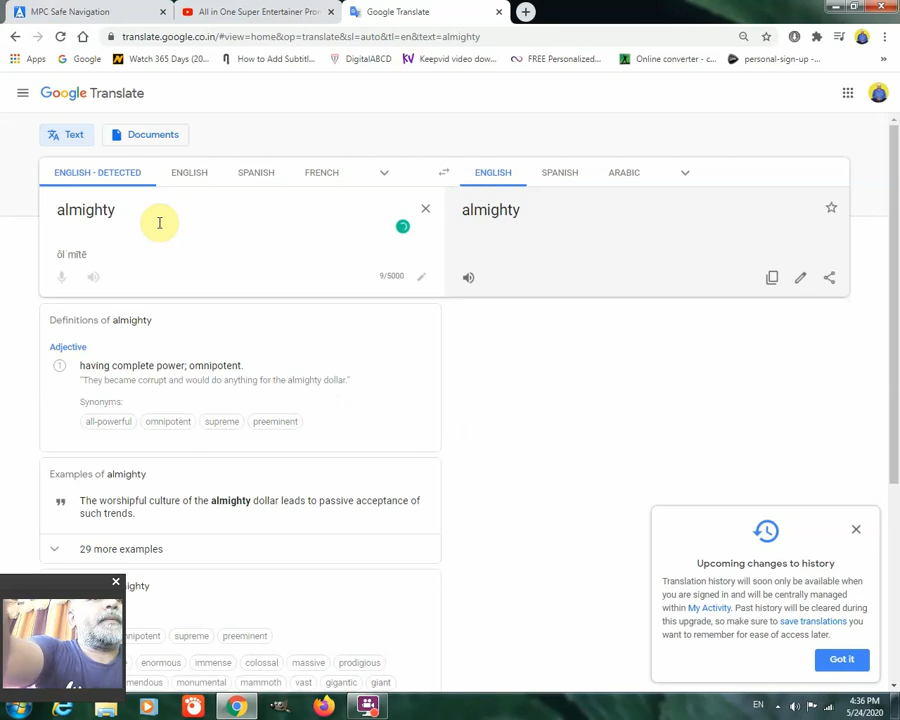 MPC Safe Navigation
All in One Super Entertainer Pro
Google Translate
translate.google.co.in/#view=home&op=translate&sl=auto&tl=en&text=almighty
Apps
Google
Watch 365 Days (20...
How to Add Subtitl...
DigitalABCD
Keepvid video dow...
FREE Personalized...
Online converter - c...
personal-sign-up -...
»
Google Translate
Text
Documents
ENGLISH - DETECTED
ENGLISH
SPANISH
FRENCH
ENGLISH
SPANISH
ARABIC
almighty
almighty
ôlˈmītē
9/5000
Definitions of almighty
Adjective
1
having complete power; omnipotent.
"They became corrupt and would do anything for the almighty dollar."
Synonyms:
all-powerful
omnipotent
supreme
preeminent
Examples of almighty
The worshipful culture of the almighty dollar leads to passive acceptance of
such trends.
29 more examples
Upcoming changes to history
Translation history will soon only be available when
you are signed in and will be centrally managed
within My Activity. Past history will be cleared during
this upgrade, so make sure to save translations you
want to remember for ease of access later.
Got it
mighty
nipotent
supreme
preeminent
enormous
immense
colossal
massive
prodigious
mendous
monumental
mammoth
vast
gigantic
giant
EN
4:36 PM
5/24/2020